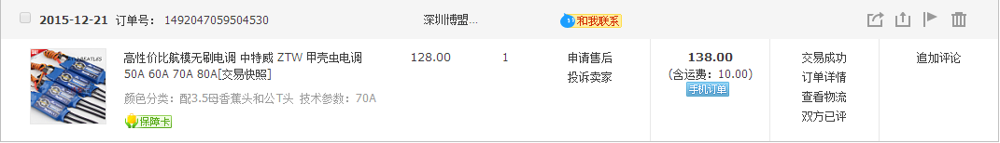 2015-12-21 订单号： 1492047059504530 深圳博盟... 和我联系
高性价比航模无刷电调 中特威 ZTW 甲壳虫电调 128.00 1 申请售后 138.00 交易成功 追加评论
50A 60A 70A 80A[交易快照] 投诉卖家 (含运费：10.00) 订单详情
颜色分类：配3.5母香蕉头和公T头 技术参数：70A 手机订单 查看物流
保障卡 双方已评